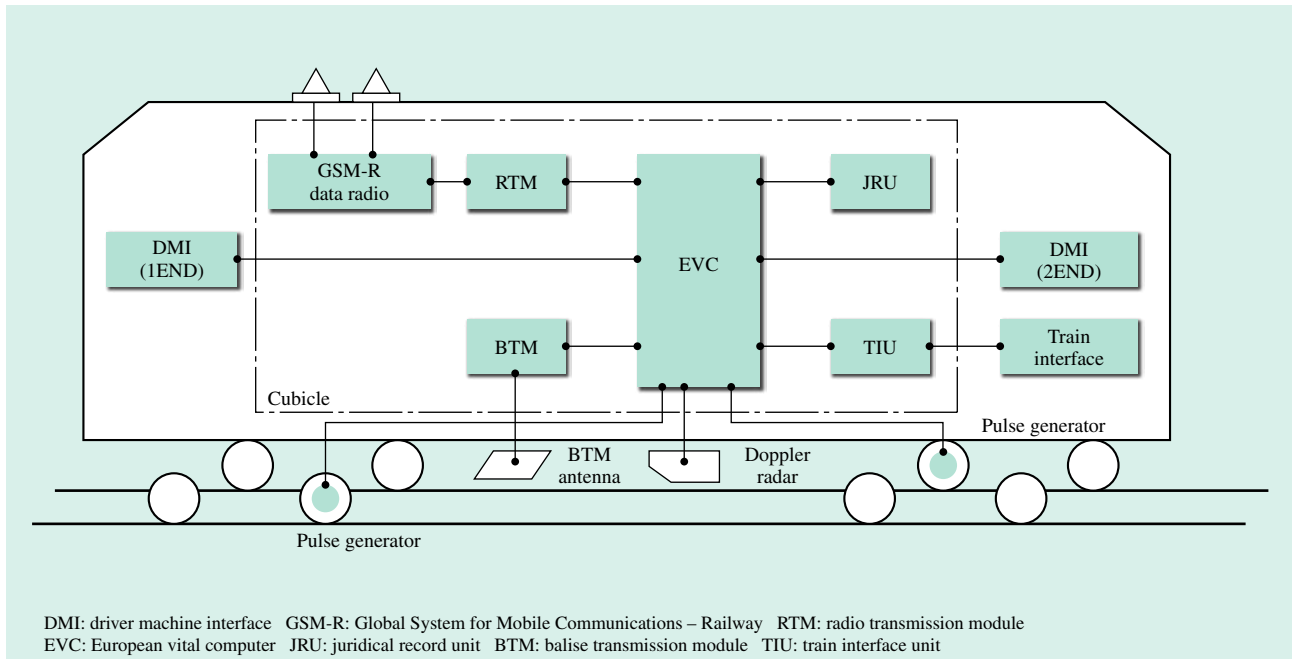 GSM-R
data radio
RTM
JRU
DMI
(1END)
EVC
DMI
(2END)
BTM
TIU
Train
interface
Cubicle
Pulse generator
BTM
antenna
Doppler
radar
Pulse generator
DMI: driver machine interface GSM-R: Global System for Mobile Communications – Railway RTM: radio transmission module
EVC: European vital computer JRU: juridical record unit BTM: balise transmission module TIU: train interface unit